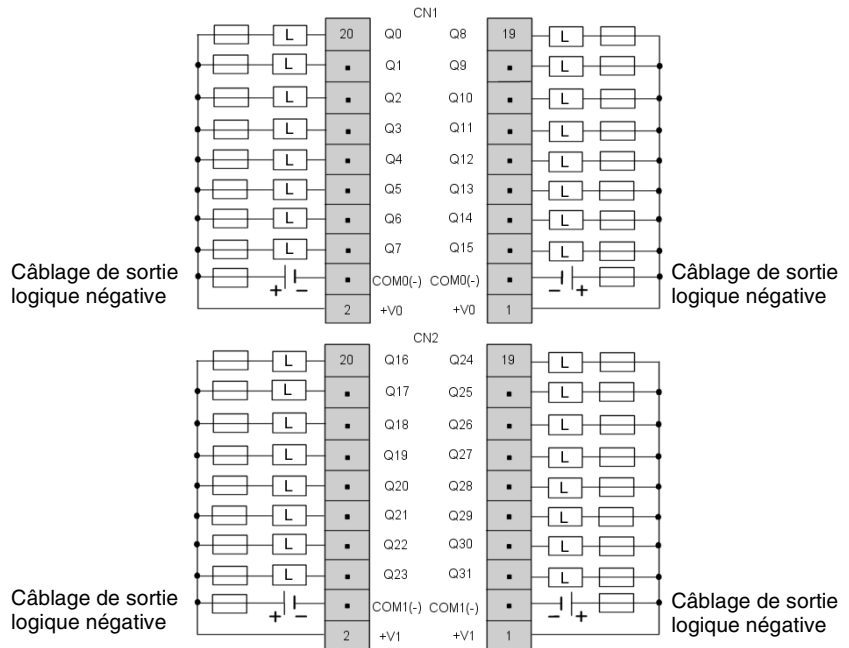 CN1
L 20 Q0 Q8 19 L
L Q1 Q9 L
L Q2 Q10 L
L Q3 Q11 L
L Q4 Q12 L
L Q5 Q13 L
L Q6 Q14 L
L Q7 Q15 L
Câblage de sortie
logique négative
+ - COM0(-) COM0(-) - +
Câblage de sortie
logique négative
2 +V0 +V0 1
CN2
L 20 Q16 Q24 19 L
L Q17 Q25 L
L Q18 Q26 L
L Q19 Q27 L
L Q20 Q28 L
L Q21 Q29 L
L Q22 Q30 L
L Q23 Q31 L
Câblage de sortie
logique négative
+ - COM1(-) COM1(-) - +
Câblage de sortie
logique négative
2 +V1 +V1 1